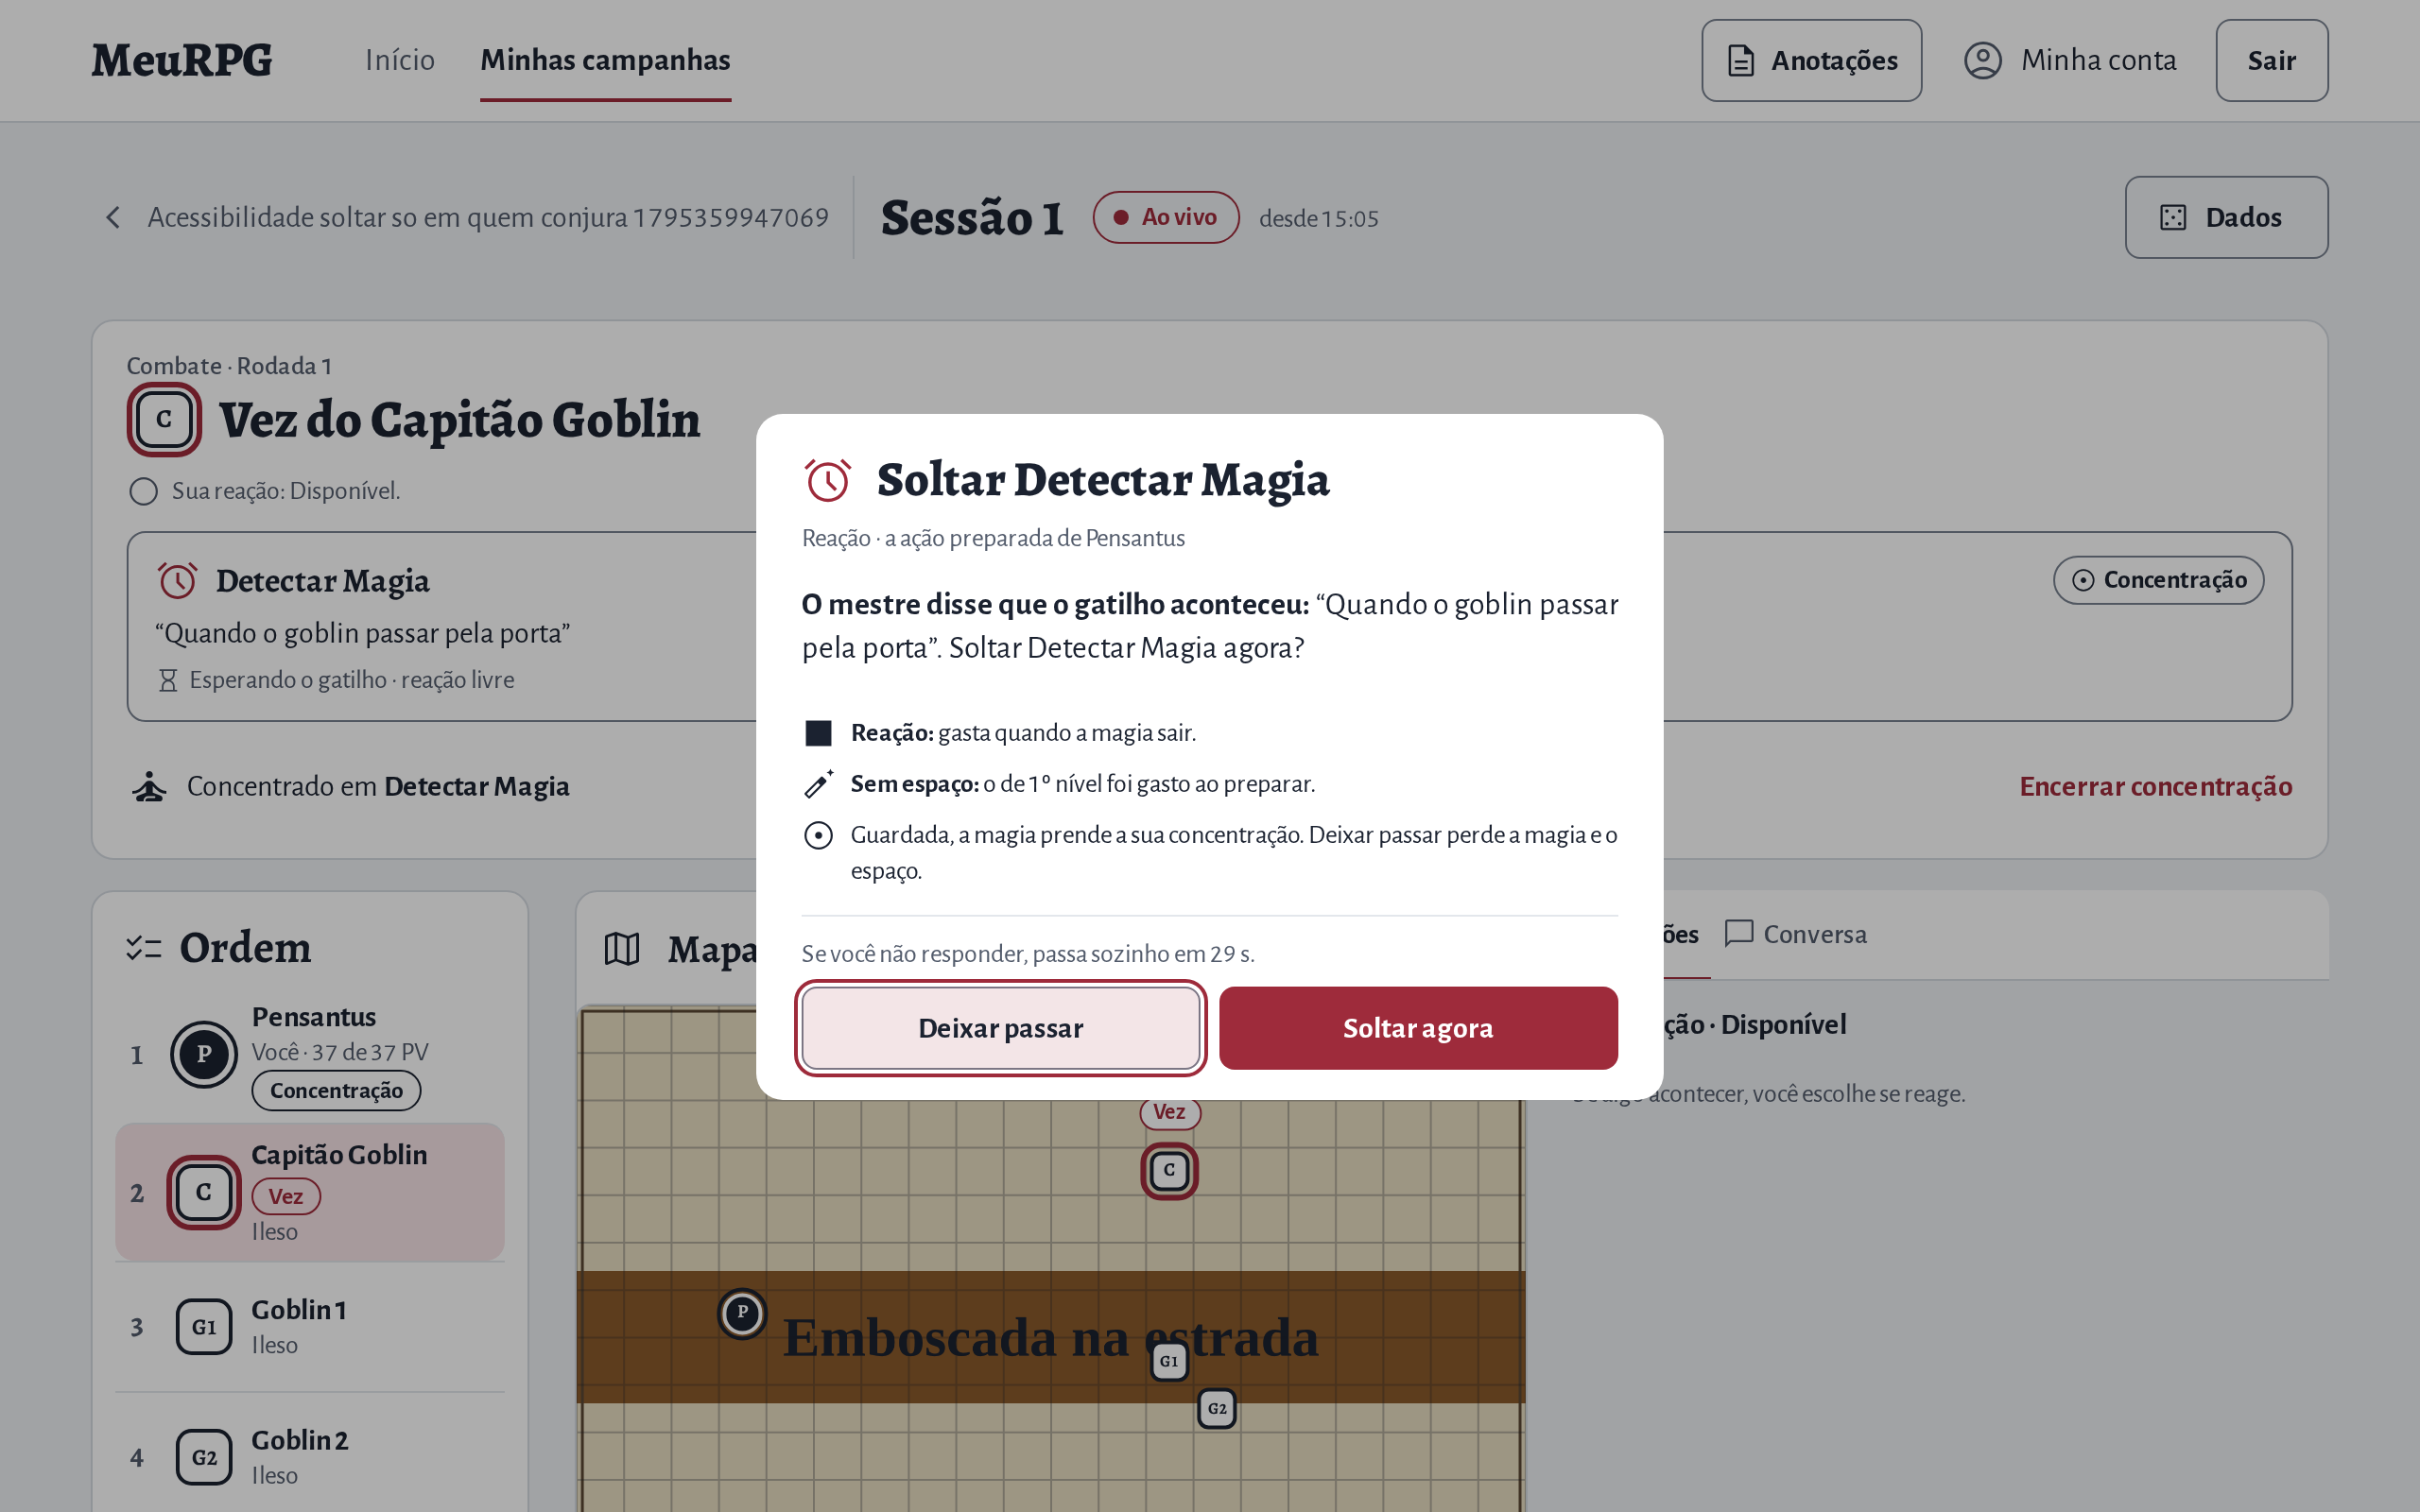 MeuRPG
Início
Minhas campanhas
Anotações
Minha conta
Sair
Acessibilidade soltar so em quem conjura 1795359947069
Sessão 1
Ao vivo
desde 15:05
Dados
Combate · Rodada 1
C
Vez do Capitão Goblin
Sua reação: Disponível.
Detectar Magia
Concentração
“Quando o goblin passar pela porta”
Esperando o gatilho · reação livre
Concentrado em Detectar Magia
Encerrar concentração
Soltar Detectar Magia
Reação · a ação preparada de Pensantus
O mestre disse que o gatilho aconteceu: “Quando o goblin passar
pela porta”. Soltar Detectar Magia agora?
Reação: gasta quando a magia sair.
Sem espaço: o de 1º nível foi gasto ao preparar.
Guardada, a magia prende a sua concentração. Deixar passar perde a magia e o
espaço.
Se você não responder, passa sozinho em 29 s.
Deixar passar
Soltar agora
Ordem
1
P
Pensantus
Você · 37 de 37 PV
Concentração
2
C
Capitão Goblin
Vez
Ileso
3
G1
Goblin 1
Ileso
4
G2
Goblin 2
Ileso
Mapa
Vez
C
P
Emboscada na estrada
G1
G2
ões
Conversa
ção · Disponível
acontecer, você escolhe se reage.